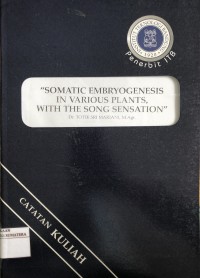 Penerbit ITB
"SOMATIC EMBRYOGENESIS
IN VARIOUS PLANTS,
WITH THE SONG SENSATION"
CATATAN KULIAH